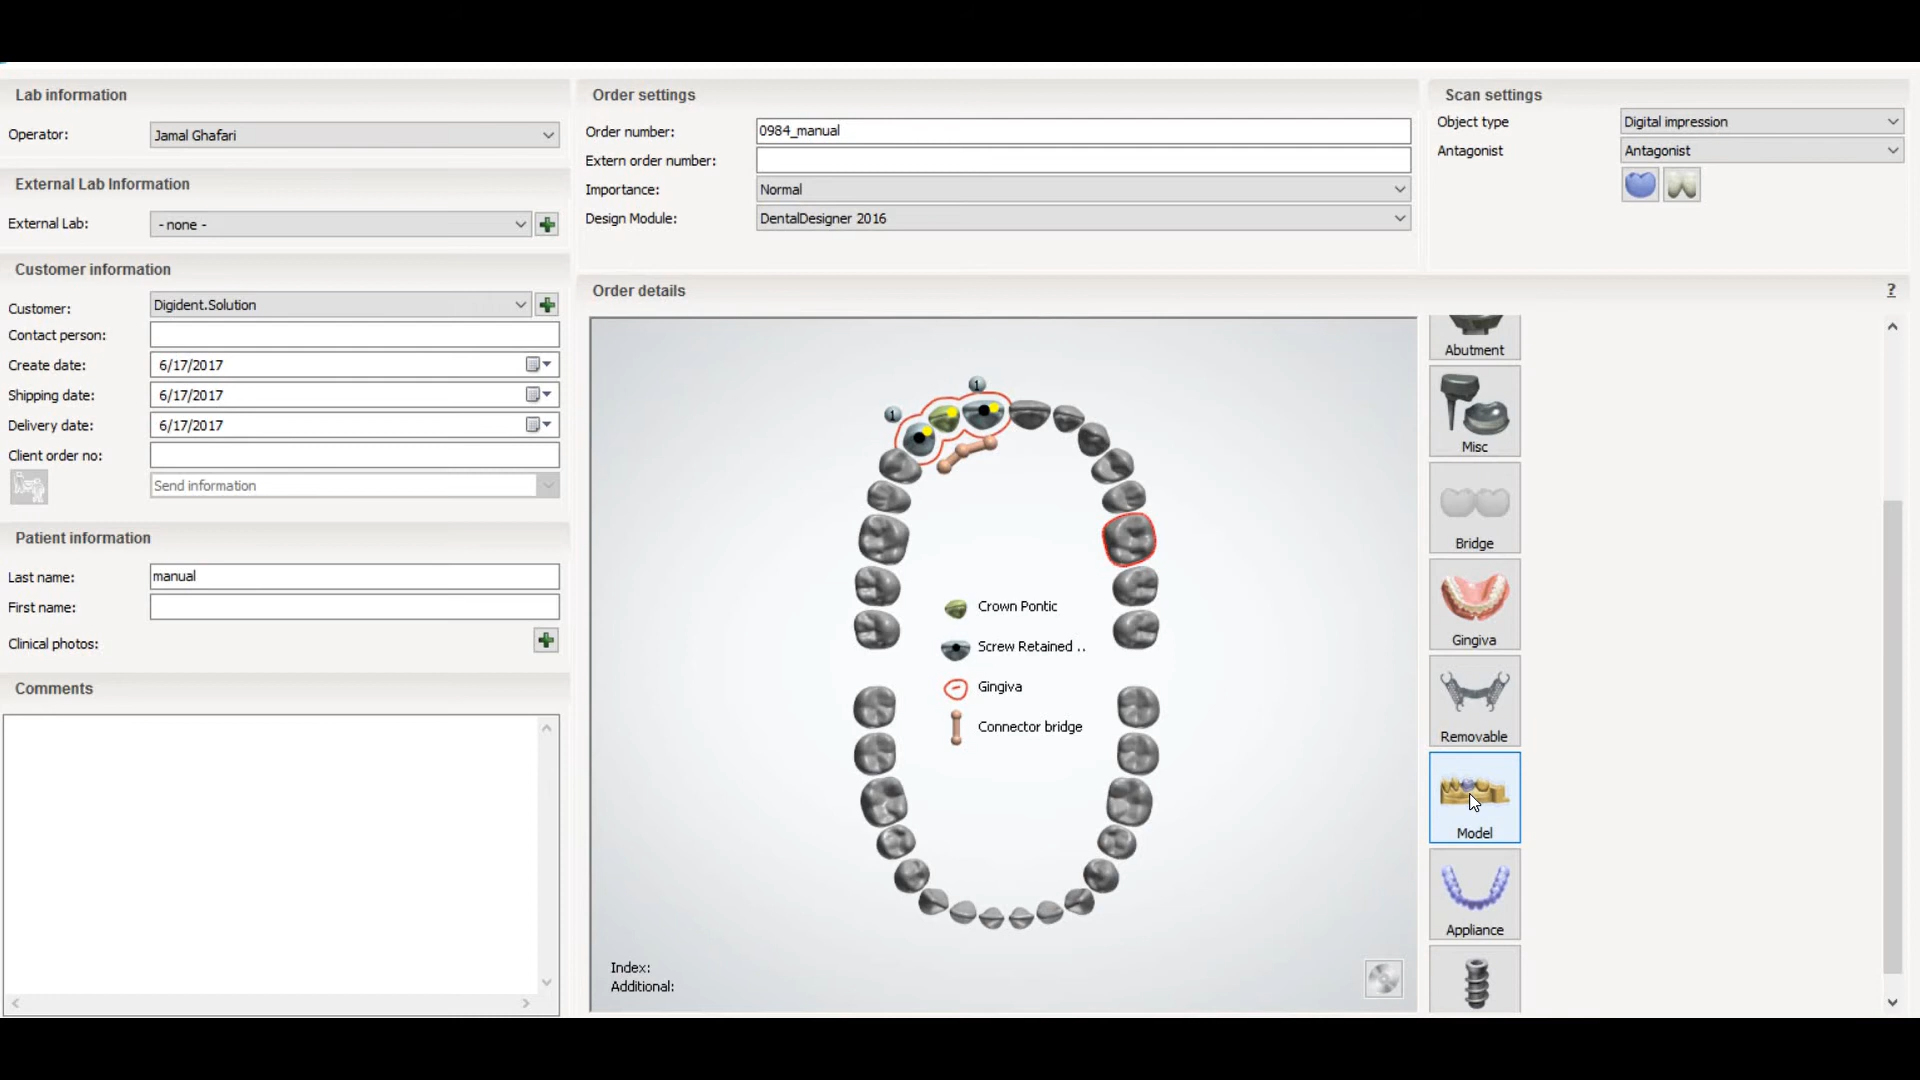 Lab information
Operator: Jamal Ghafari
External Lab Information
External Lab: - none -
Customer information
Customer: Digident.Solution
Contact person:
Create date: 6/17/2017
Shipping date: 6/17/2017
Delivery date: 6/17/2017
Client order no:
Send information
Patient information
Last name: manual
First name:
Clinical photos:
Comments
Order settings
Order number: 0984_manual
Extern order number:
Importance: Normal
Design Module: DentalDesigner 2016
Scan settings
Object type Digital impression
Antagonist Antagonist
Order details
?
1
1
Crown Pontic
Screw Retained ..
Gingiva
Connector bridge
Index:
Additional:
Abutment
Misc
Bridge
Gingiva
Removable
Model
Appliance